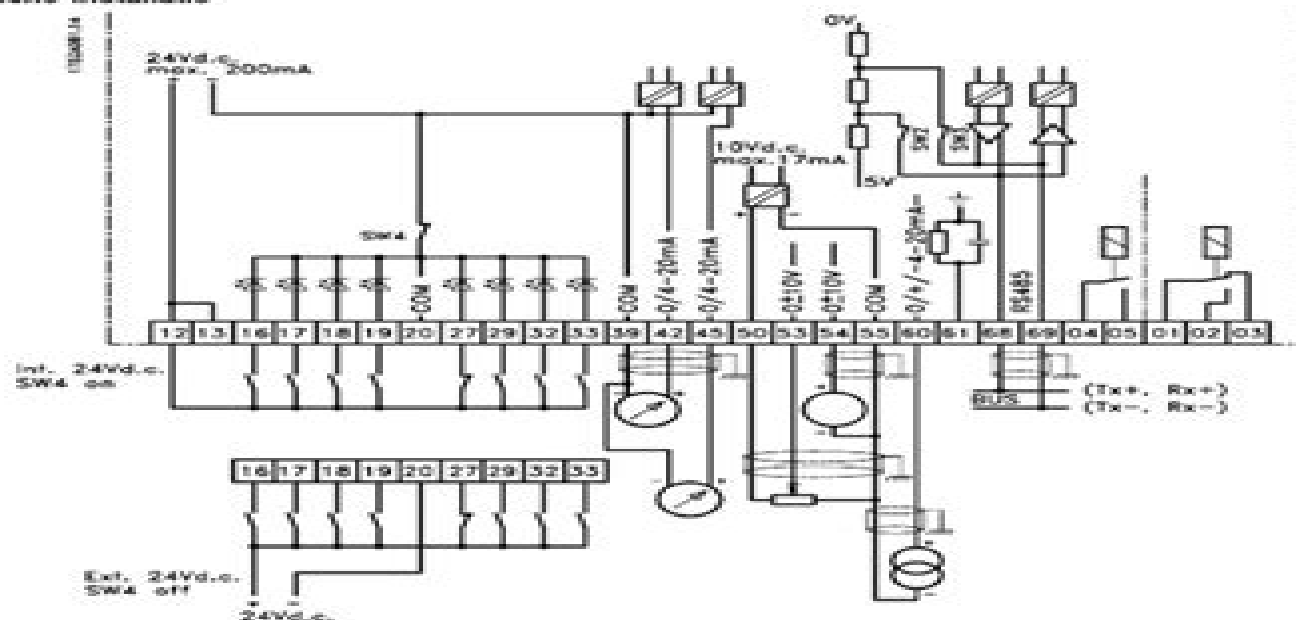 0V
24Vd.c.
max. 200mA
10Vd.c.
max.17mA
5V
SW2
SW3
SW4
COM
COM
0/4-20mA
0/4-20mA
0±10V
0±10V
COM
0/+/-4-20mA
RS485
12 13 16 17 18 19 20 27 29 32 33 39 42 45 50 53 54 55 60 61 68 69 04 05 01 02 03
Int. 24Vd.c.
SW4 on
BUS
(Tx+, Rx+)
(Tx-, Rx-)
16 17 18 19 20 27 29 32 33
Ext. 24Vd.c.
SW4 off
+ -
24Vd.c.